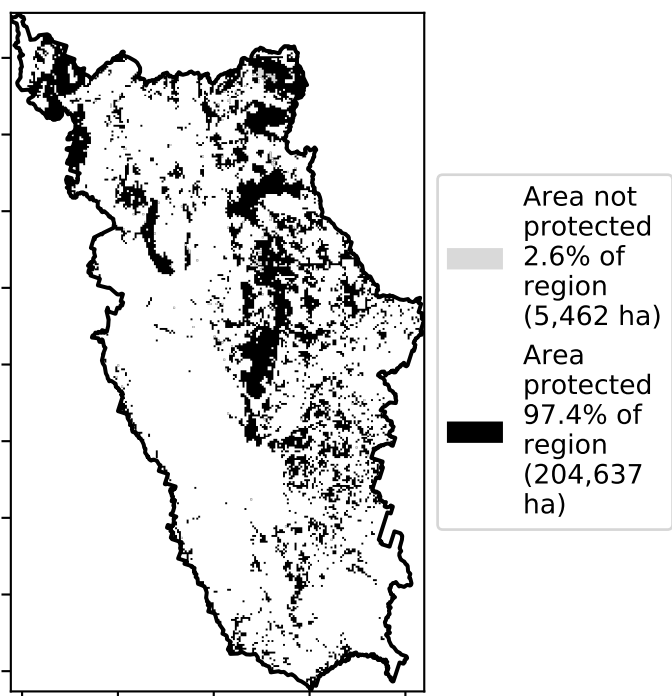 Area not
protected
2.6% of
region
(5,462 ha)
Area
protected
97.4% of
region
(204,637
ha)